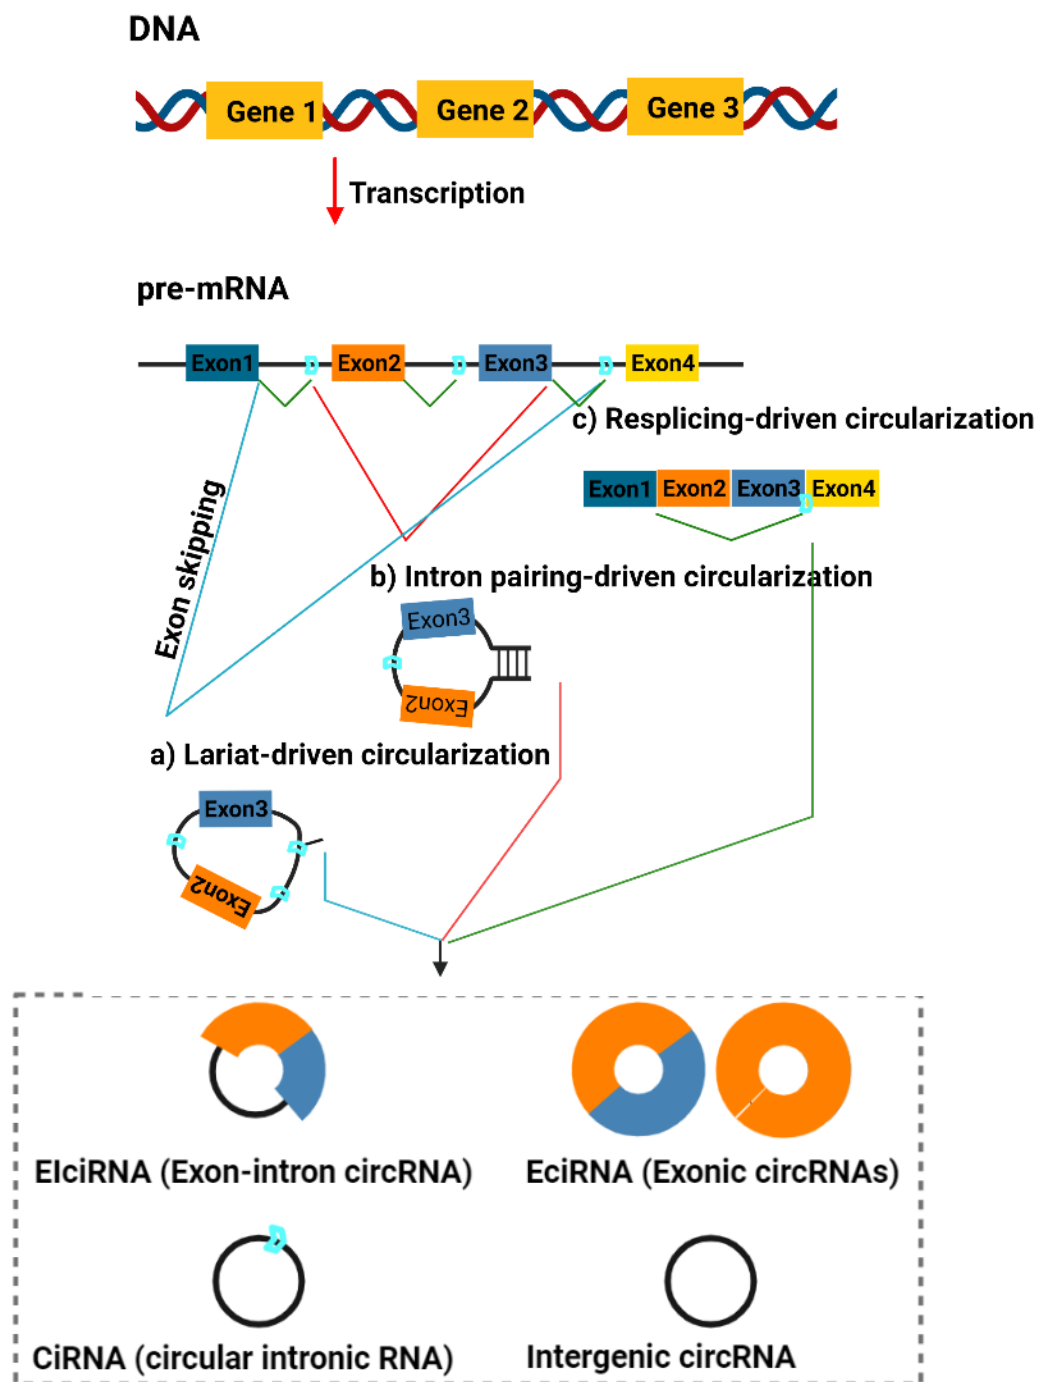 DNA
Gene 1 Gene 2 Gene 3
Transcription
pre-mRNA
Exon1 Exon2 Exon3 Exon4
c) Resplicing-driven circularization
Exon1 Exon2 Exon3 Exon4
Exon skipping
b) Intron pairing-driven circularization
Exon3
Exon2
a) Lariat-driven circularization
Exon3
Exon2
EIciRNA (Exon-intron circRNA)
EciRNA (Exonic circRNAs)
CiRNA (circular intronic RNA)
Intergenic circRNA